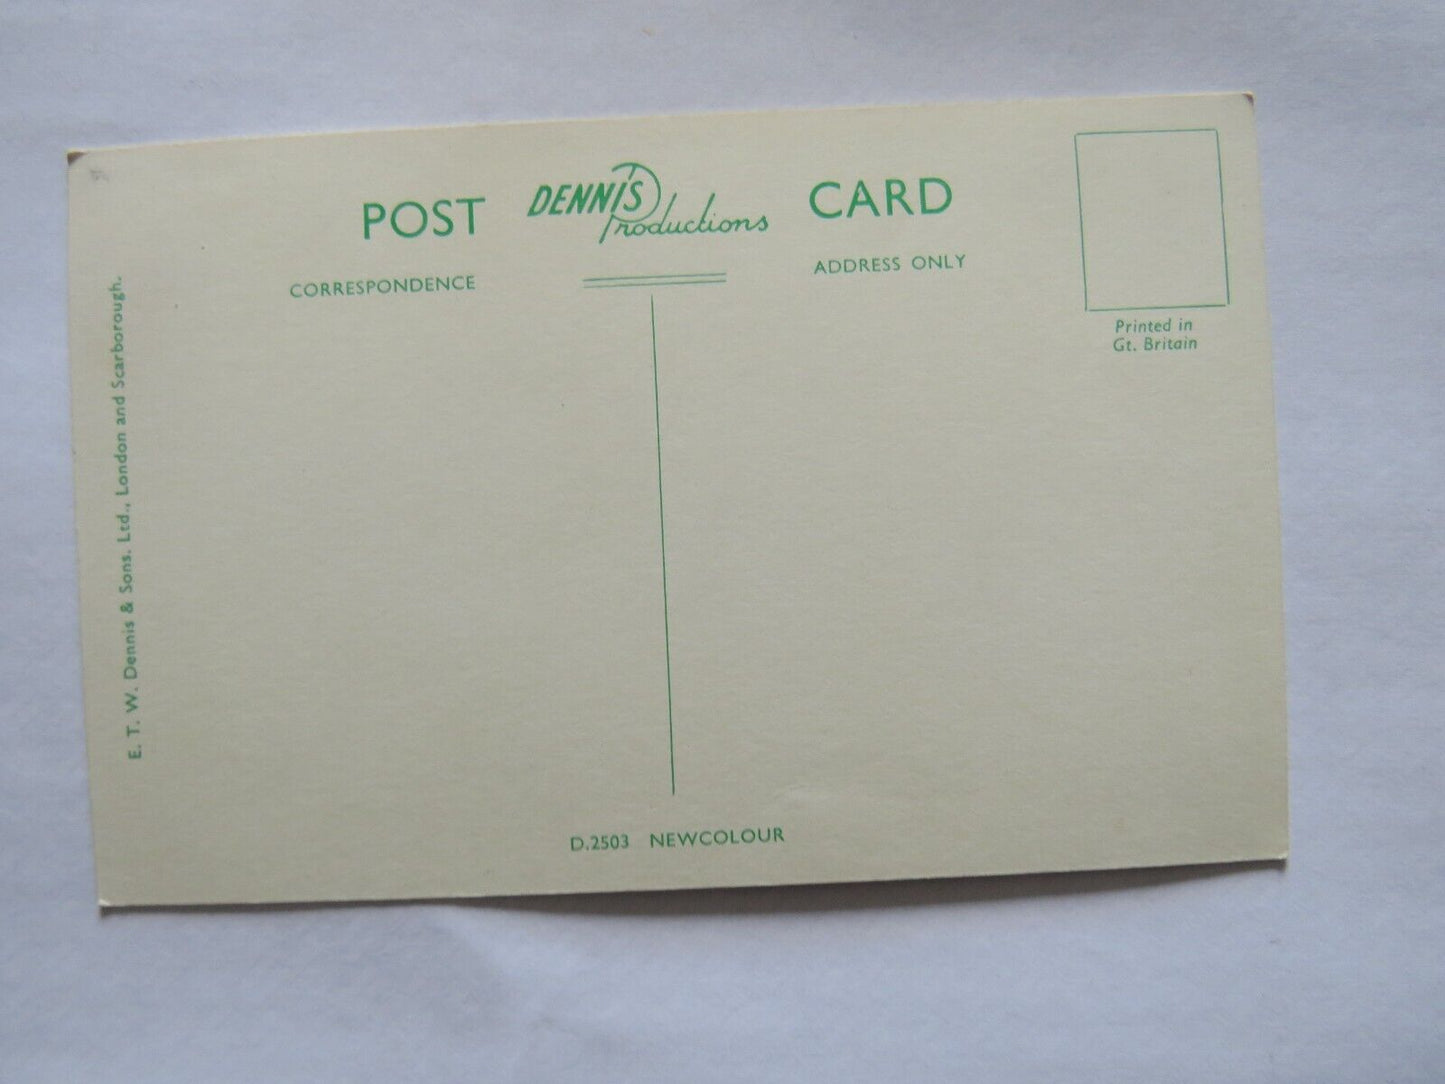 POST DENNIS Productions CARD
CORRESPONDENCE
ADDRESS ONLY
Printed in
Gt. Britain
E. T. W. Dennis & Sons. Ltd., London and Scarborough.
D.2503 NEWCOLOUR